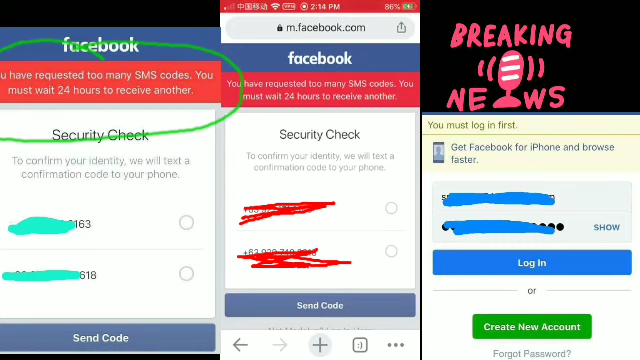 facebook
ou have requested too many SMS codes. You
must wait 24 hours to receive another.
Security Check
To confirm your identity, we will text a
confirmation code to your phone.
6163
618
Send Code
中国移动
2:14 PM
86%
m.facebook.com
facebook
You have requested too many SMS codes. You
must wait 24 hours to receive another.
Security Check
To confirm your identity, we will text a
confirmation code to your phone.
Send Code
BREAKING
NEWS
You must log in first.
Get Facebook for iPhone and browse
faster.
SHOW
Log In
or
Create New Account
Forgot Password?